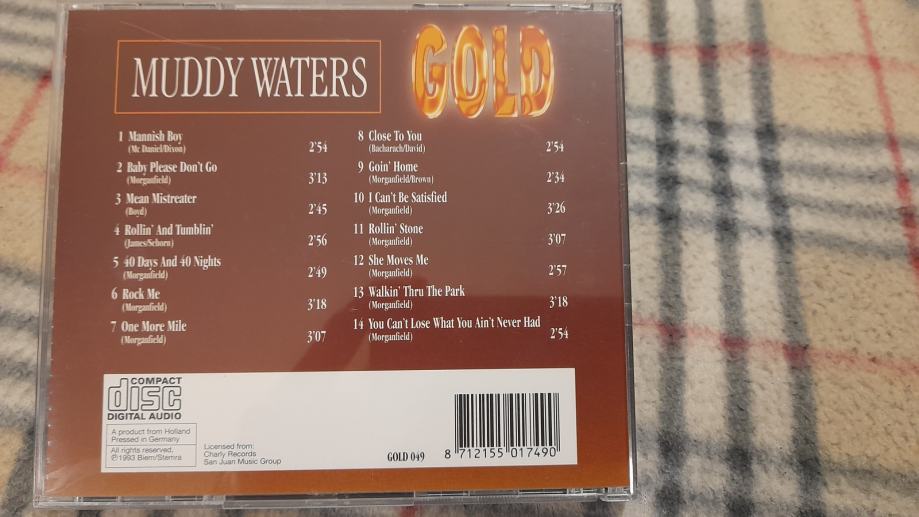 MUDDY WATERS
GOLD
1 Mannish Boy
(Mc Daniel/Dixon) 2'54
2 Baby Please Don't Go
(Morganfield) 3'13
3 Mean Mistreater
(Boyd) 2'45
4 Rollin' And Tumblin'
(James/Sehorn) 2'56
5 40 Days And 40 Nights
(Morganfield) 2'49
6 Rock Me
(Morganfield) 3'18
7 One More Mile
(Morganfield) 3'07
8 Close To You
(Bacharach/David) 2'54
9 Goin' Home
(Morganfield/Brown) 2'34
10 I Can't Be Satisfied
(Morganfield) 3'26
11 Rollin' Stone
(Morganfield) 3'07
12 She Moves Me
(Morganfield) 2'57
13 Walkin' Thru The Park
(Morganfield) 3'18
14 You Can't Lose What You Ain't Never Had
(Morganfield) 2'54
COMPACT
disc
DIGITAL AUDIO
A product from Holland
Pressed in Germany
All rights reserved.
℗1993 Biem/Stemra
Licensed from:
Charly Records
San Juan Music Group
GOLD 049
8 712155 017490